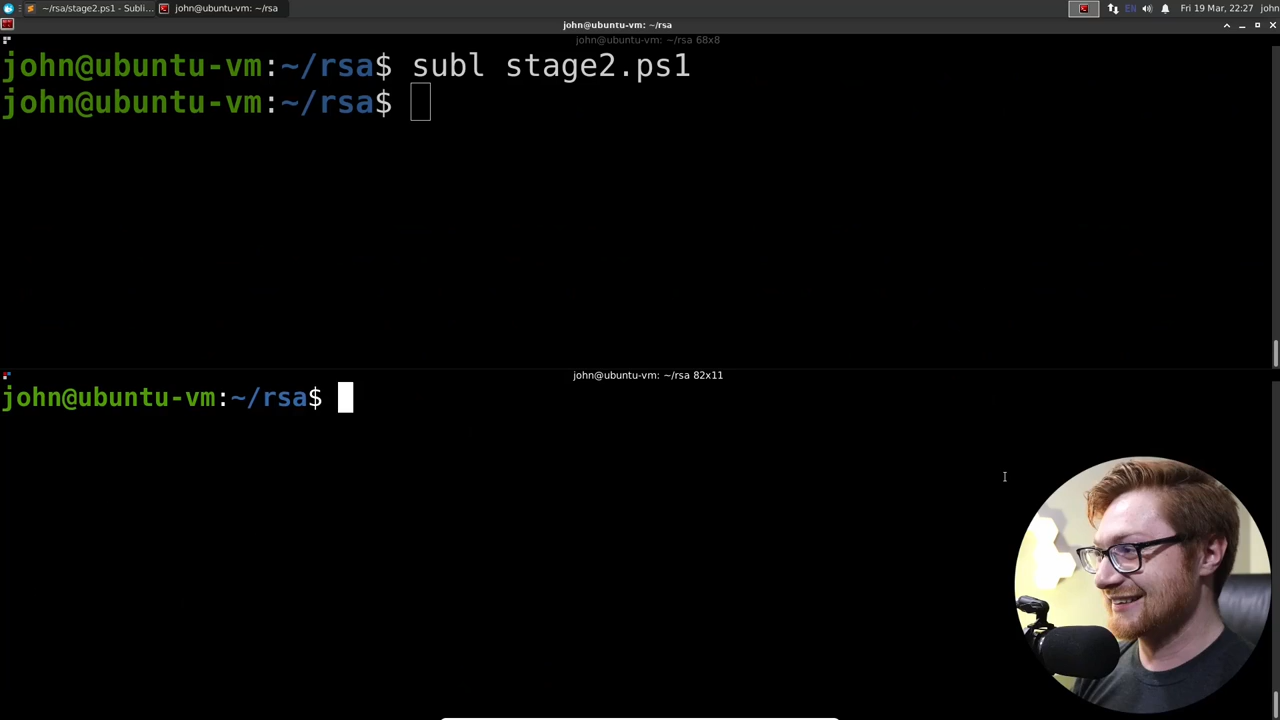 ~/rsa/stage2.ps1 - Subli...
john@ubuntu-vm: ~/rsa
EN
Fri 19 Mar, 22:27
john
john@ubuntu-vm: ~/rsa
john@ubuntu-vm: ~/rsa 68x8
john@ubuntu-vm:~/rsa$ subl stage2.ps1
john@ubuntu-vm:~/rsa$
john@ubuntu-vm: ~/rsa 82x11
john@ubuntu-vm:~/rsa$